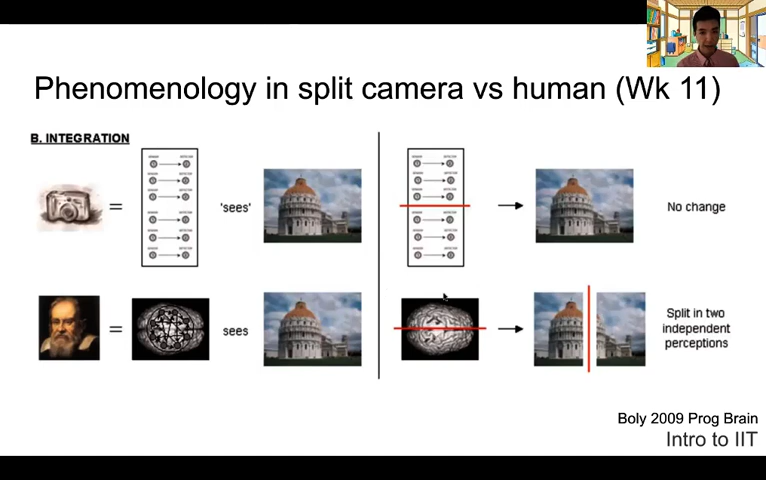 Phenomenology in split camera vs human (Wk 11)
B. INTEGRATION
=
'sees'
No change
=
sees
Split in two
independent
perceptions
Boly 2009 Prog Brain
Intro to IIT